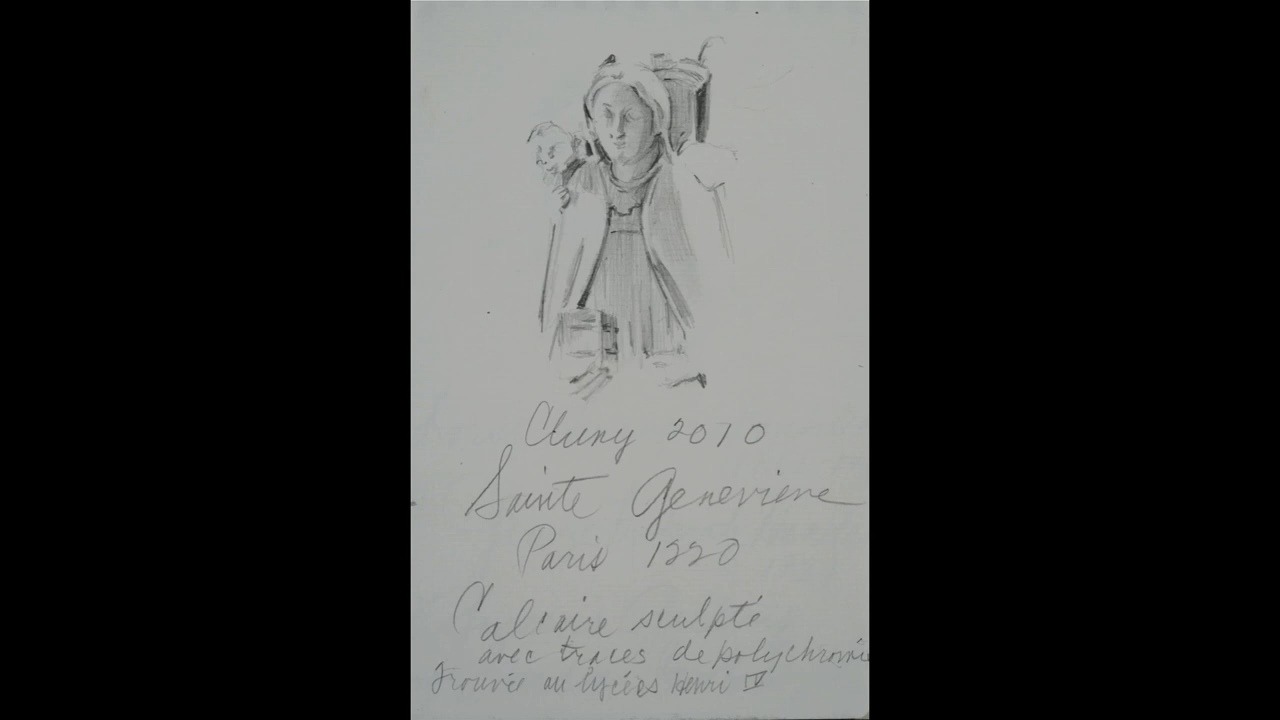 Cluny 2010
Sainte Genevieve
Paris 1220
Calcaire sculpté
avec traces de polychromie
Trouvée au lycées Henri IV